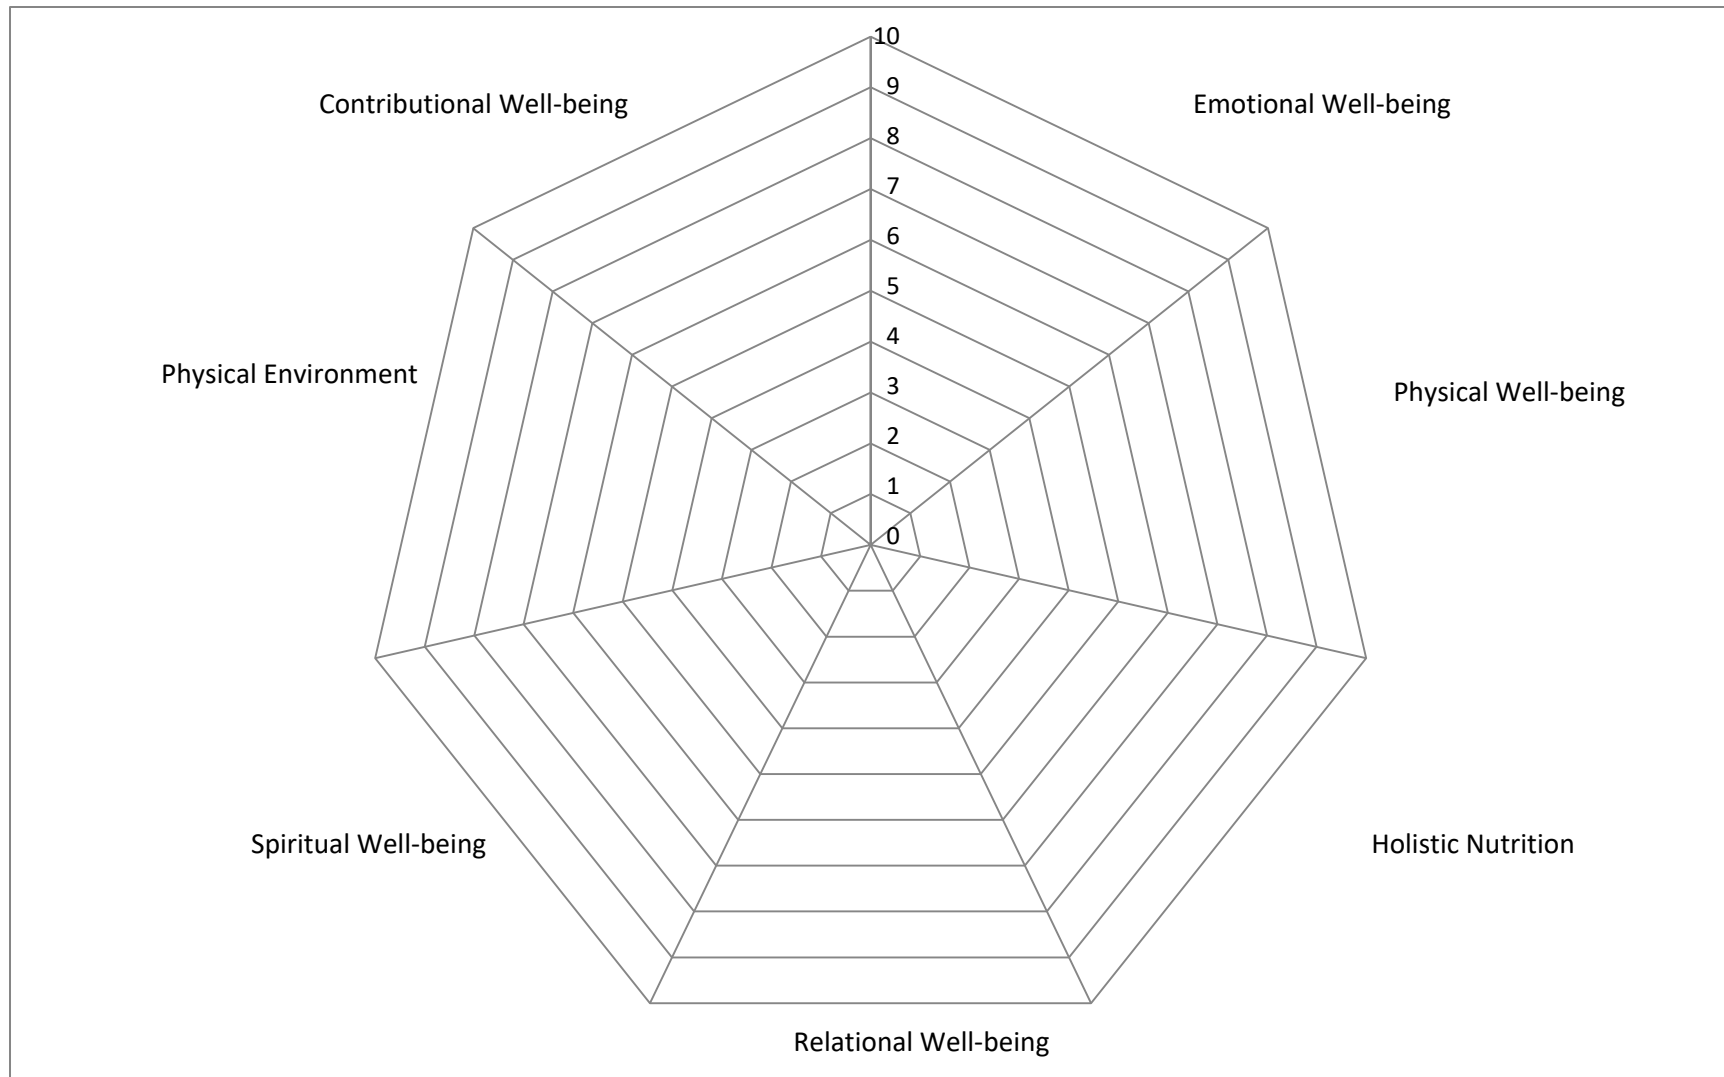 10
Contributional Well-being
Emotional Well-being
9
8
7
6
5
4
3
2
1
0
Physical Environment
Physical Well-being
Spiritual Well-being
Holistic Nutrition
Relational Well-being